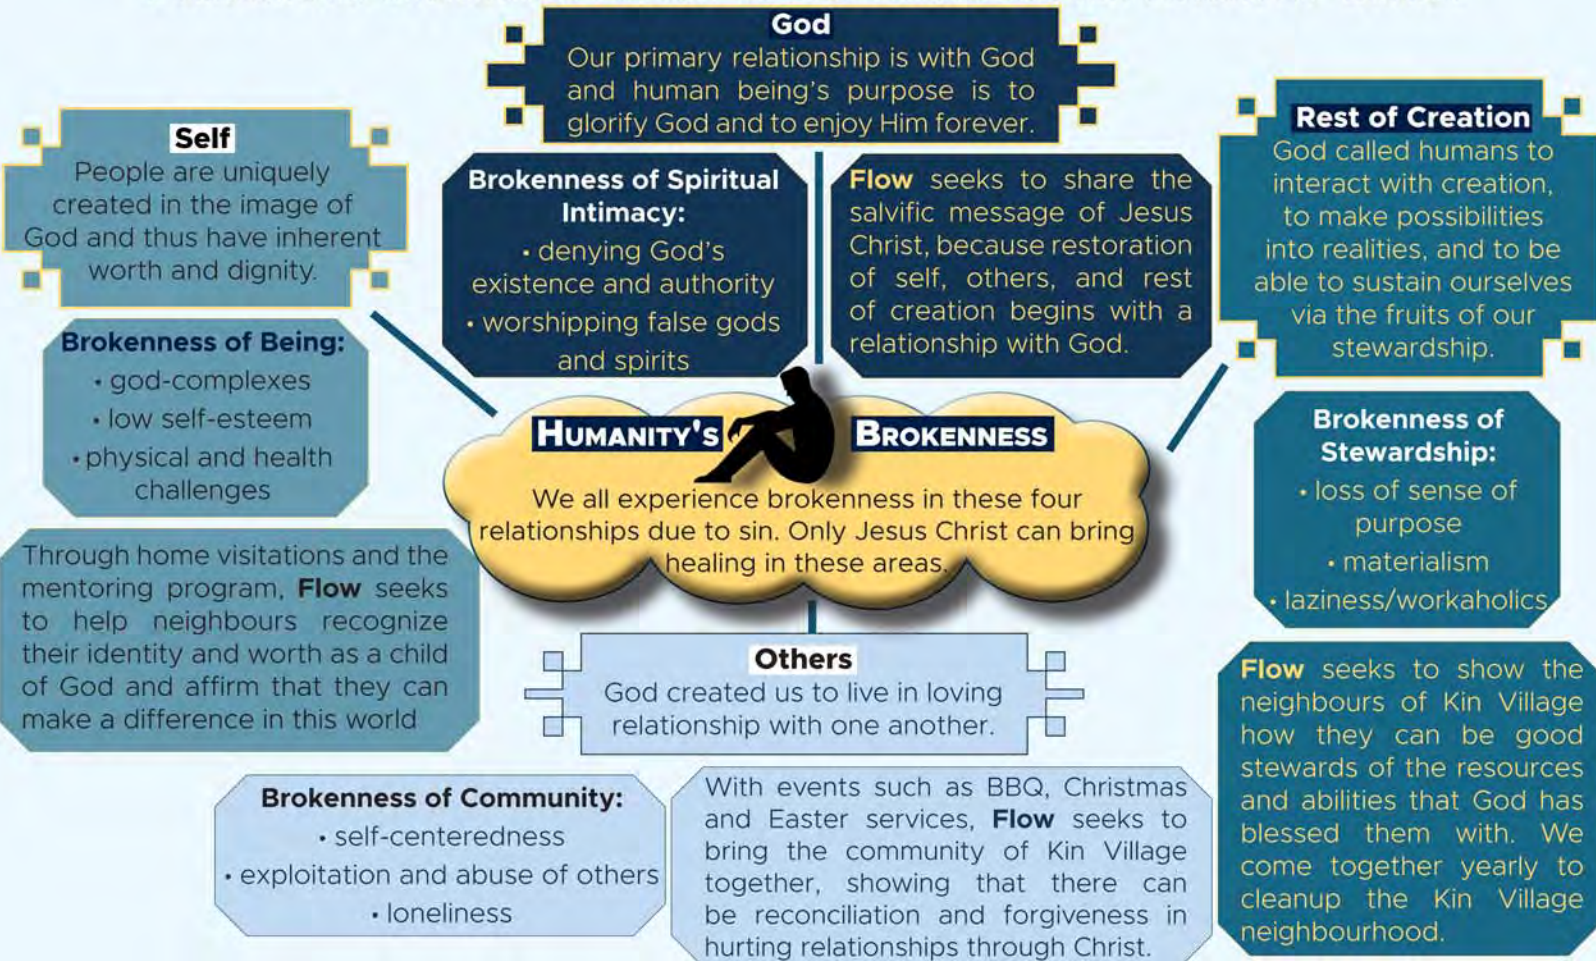 God
Our primary relationship is with God
and human being's purpose is to
glorify God and to enjoy Him forever.
Self
People are uniquely
created in the image of
God and thus have inherent
worth and dignity.
Rest of Creation
God called humans to
interact with creation,
to make possibilities
into realities, and to be
able to sustain ourselves
via the fruits of our
stewardship.
Brokenness of Spiritual
Intimacy:
• denying God's
existence and authority
• worshipping false gods
and spirits
Flow seeks to share the
salvific message of Jesus
Christ, because restoration
of self, others, and rest
of creation begins with a
relationship with God.
Brokenness of Being:
• god-complexes
• low self-esteem
• physical and health
challenges
HUMANITY'S BROKENNESS
We all experience brokenness in these four
relationships due to sin. Only Jesus Christ can bring
healing in these areas.
Brokenness of
Stewardship:
• loss of sense of
purpose
• materialism
• laziness/workaholics
Through home visitations and the
mentoring program, Flow seeks
to help neighbours recognize
their identity and worth as a child
of God and affirm that they can
make a difference in this world
Others
God created us to live in loving
relationship with one another.
Flow seeks to show the
neighbours of Kin Village
how they can be good
stewards of the resources
and abilities that God has
blessed them with. We
come together yearly to
cleanup the Kin Village
neighbourhood.
Brokenness of Community:
• self-centeredness
• exploitation and abuse of others
• loneliness
With events such as BBQ, Christmas
and Easter services, Flow seeks to
bring the community of Kin Village
together, showing that there can
be reconciliation and forgiveness in
hurting relationships through Christ.